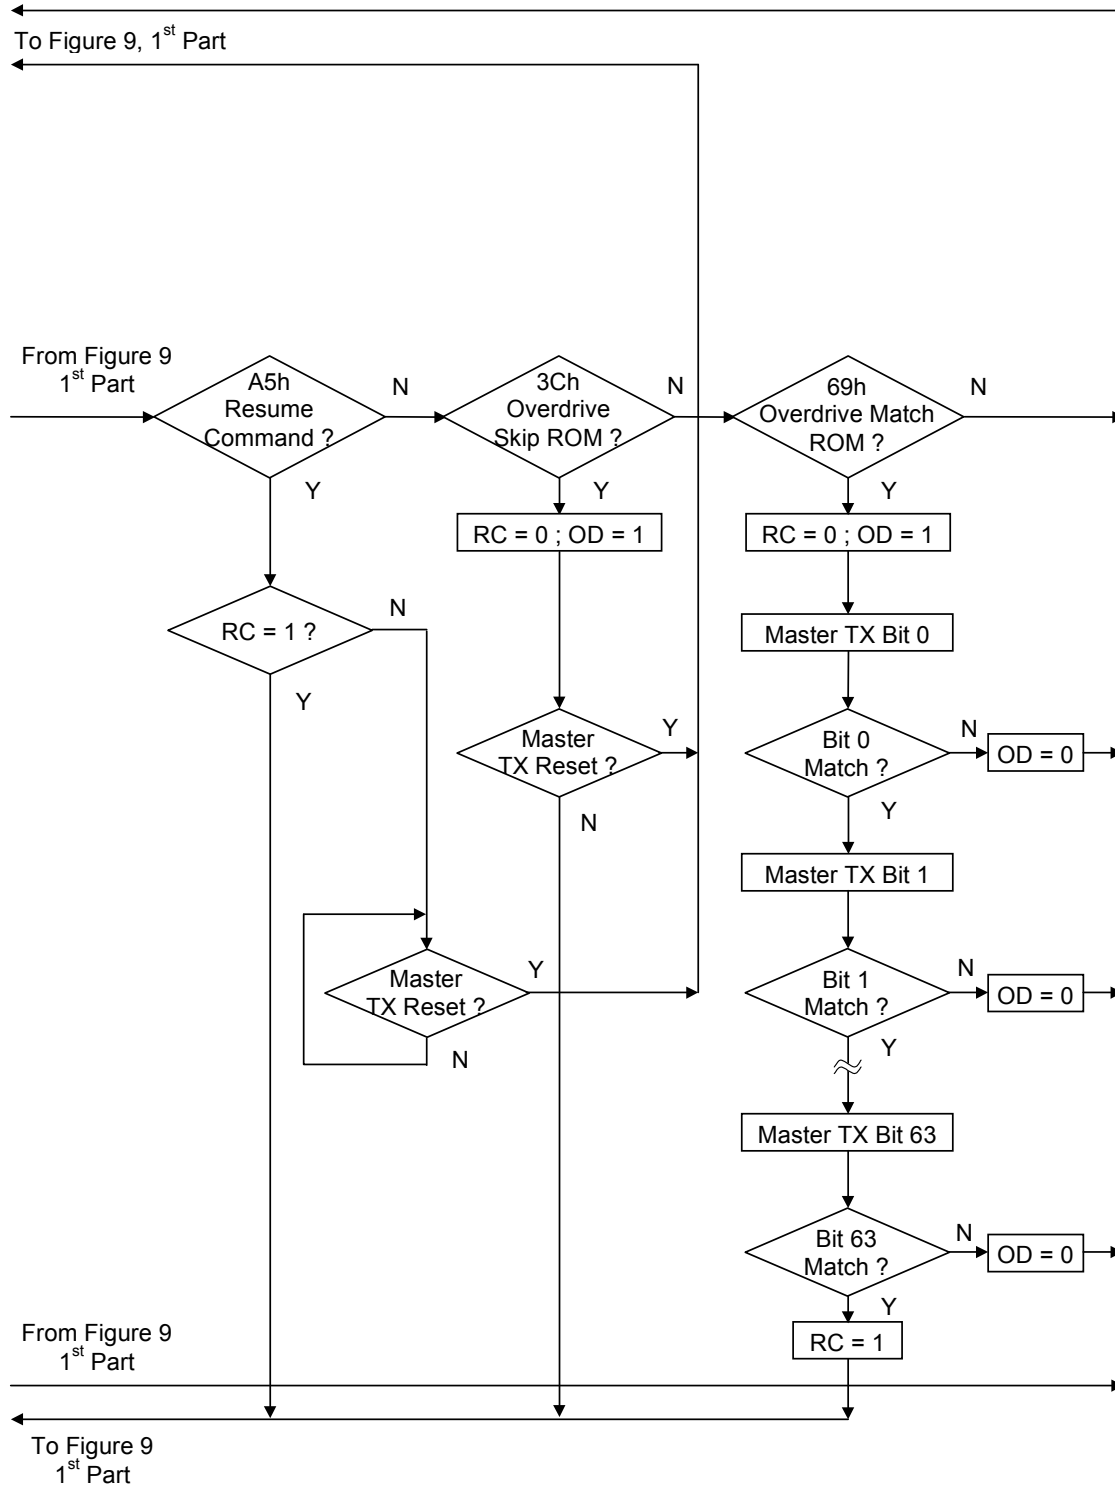 To Figure 9, 1st Part
From Figure 9
1st Part
A5h
Resume
Command ?
N
Y
3Ch
Overdrive
Skip ROM ?
N
Y
69h
Overdrive Match
ROM ?
N
Y
RC = 0 ; OD = 1
RC = 0 ; OD = 1
RC = 1 ?
N
Y
Master TX Bit 0
Master
TX Reset ?
Y
N
Bit 0
Match ?
N
OD = 0
Y
Master TX Bit 1
Master
TX Reset ?
Y
N
Bit 1
Match ?
N
OD = 0
Y
Master TX Bit 63
Bit 63
Match ?
N
OD = 0
Y
RC = 1
From Figure 9
1st Part
To Figure 9
1st Part